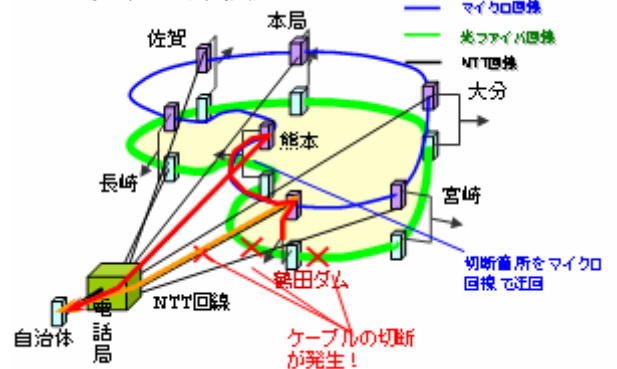 マイクロ回線
光ファイバ回線
NTT回線
佐賀
本局
大分
熊本
長崎
宮崎
切断箇所をマイクロ
回線で迂回
鶴田ダム
NTT回線
電話局
自治体
ケーブルの切断
が発生！